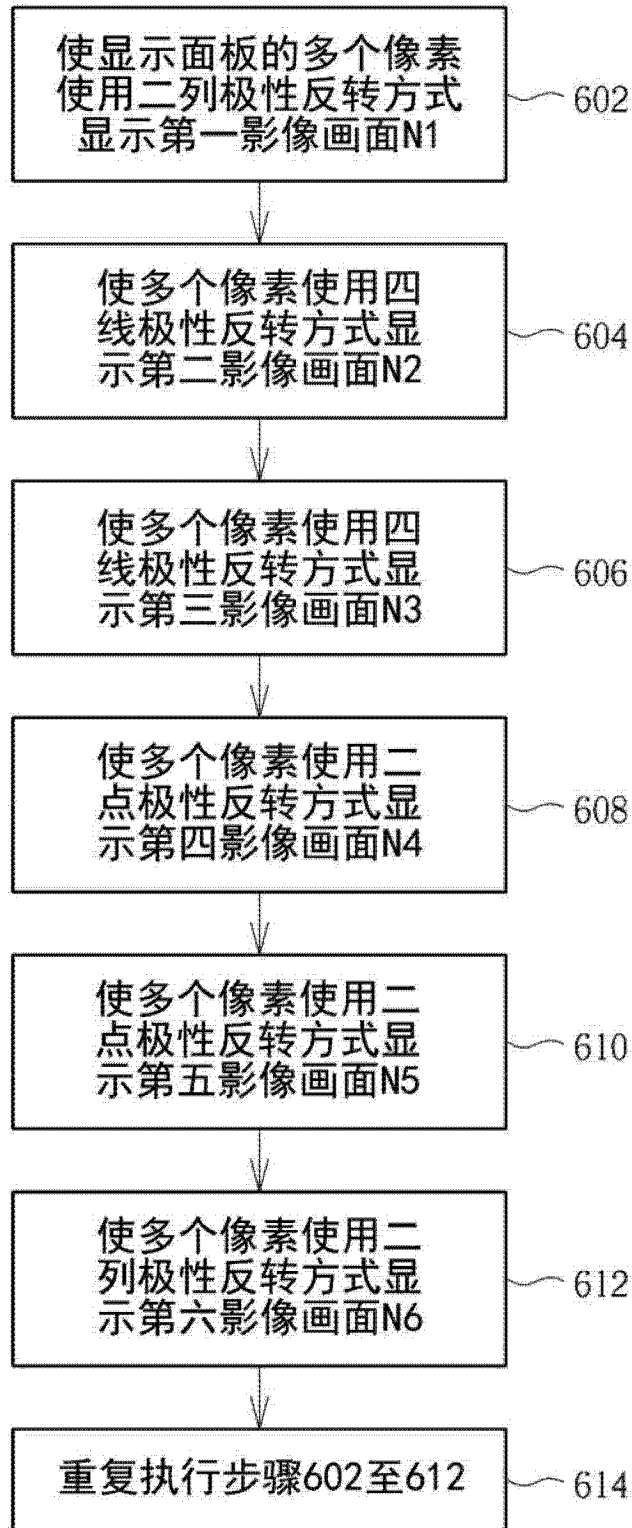 使显示面板的多个像素
使用二列极性反转方式
显示第一影像画面N1
602
使多个像素使用四
线极性反转方式显
示第二影像画面N2
604
使多个像素使用四
线极性反转方式显
示第三影像画面N3
606
使多个像素使用二
点极性反转方式显
示第四影像画面N4
608
使多个像素使用二
点极性反转方式显
示第五影像画面N5
610
使多个像素使用二
列极性反转方式显
示第六影像画面N6
612
重复执行步骤602至612
614